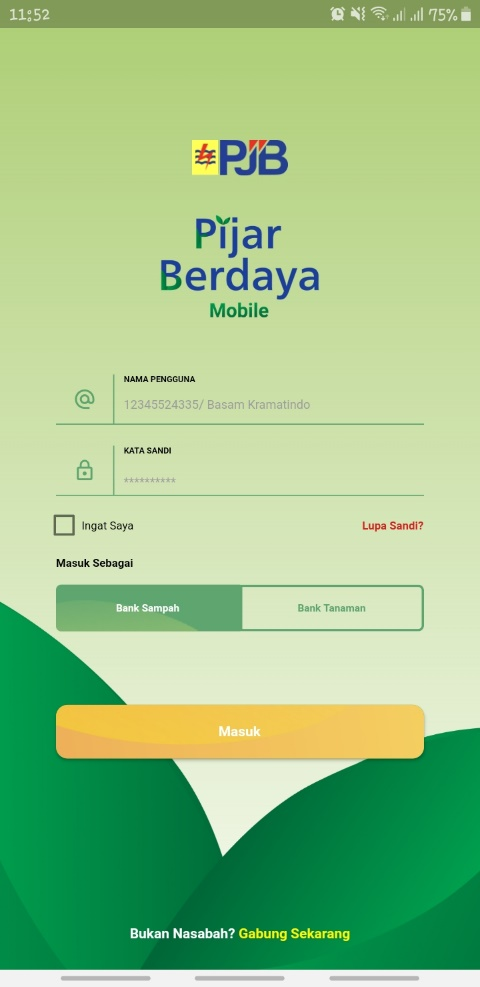 11:52
75%
PJB
Pijar
Berdaya
Mobile
NAMA PENGGUNA
12345524335/ Basarn Kramatindo
KATA SANDI
**********
Ingat Saya
Lupa Sandi?
Masuk Sebagai
Bank Sampah
Bank Tanaman
Masuk
Bukan Nasabah? Gabung Sekarang